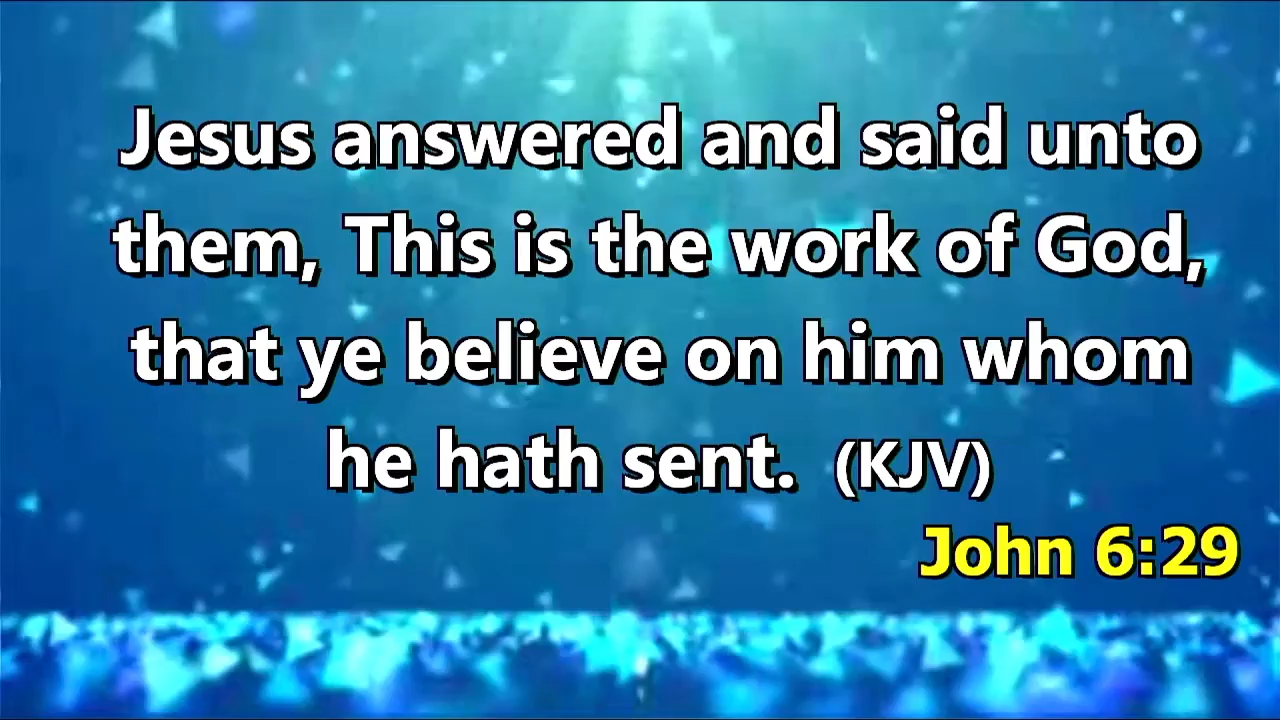 Jesus answered and said unto
them, This is the work of God,
that ye believe on him whom
he hath sent. (KJV)
John 6:29